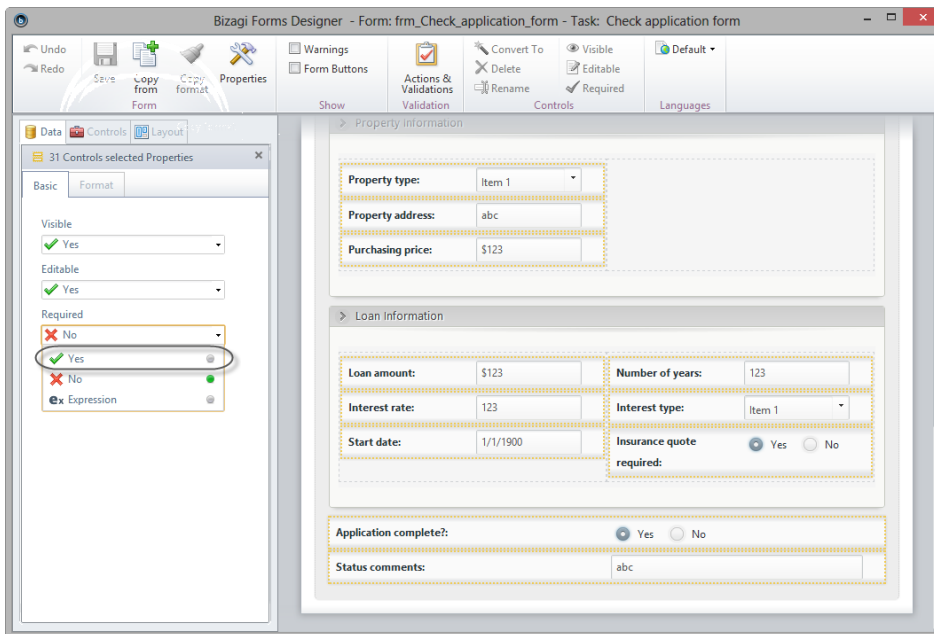 Bizagi Forms Designer - Form: frm_Check_application_form - Task: Check application form
Undo
Redo
Save
Copy from
Copy format
Properties
Form
Warnings
Form Buttons
Show
Actions & Validations
Validation
Convert To
Delete
Rename
Visible
Editable
Required
Controls
Default
Languages
Data Controls Layout
31 Controls selected Properties
Basic Format
Visible
Yes
Editable
Yes
Required
No
Yes
No
ex Expression
Property information
Property type: Item 1
Property address: abc
Purchasing price: $123
Loan Information
Loan amount: $123 Number of years: 123
Interest rate: 123 Interest type: Item 1
Start date: 1/1/1900 Insurance quote required: Yes No
Application complete?: Yes No
Status comments: abc